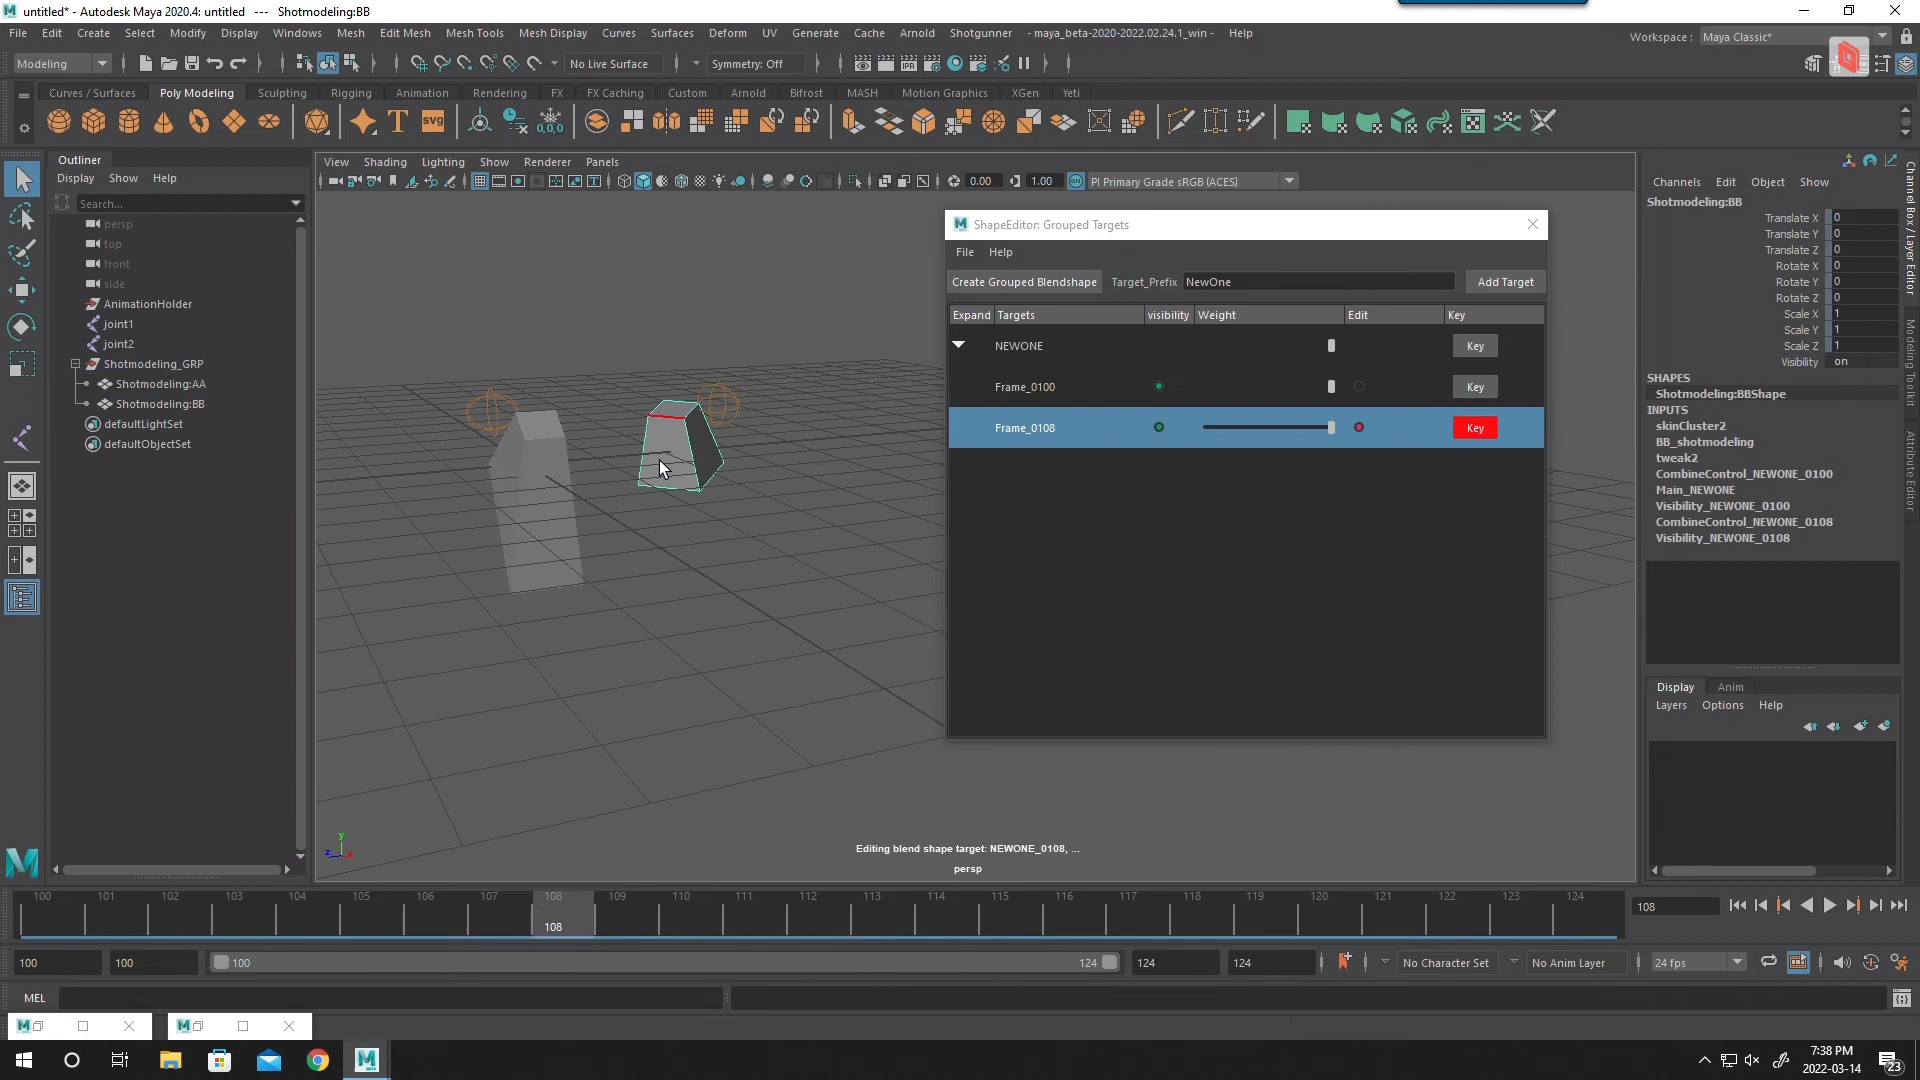 untitled* - Autodesk Maya 2020.4: untitled --- Shotmodeling:BB
File Edit Create Select Modify Display Windows Mesh Edit Mesh Mesh Tools Mesh Display Curves Surfaces Deform UV Generate Cache Arnold Shotgunner - maya_beta-2020-2022.02.24.1_win - Help
Workspace : Maya Classic*
Modeling No Live Surface Symmetry: Off
Curves / Surfaces Poly Modeling Sculpting Rigging Animation Rendering FX FX Caching Custom Arnold Bifrost MASH Motion Graphics XGen Yeti
Outliner
Display Show Help
Search...
persp
top
front
side
AnimationHolder
joint1
joint2
Shotmodeling_GRP
Shotmodeling:AA
Shotmodeling:BB
defaultLightSet
defaultObjectSet
View Shading Lighting Show Renderer Panels
0.00 1.00 ON PI Primary Grade sRGB (ACES)
ShapeEditor: Grouped Targets
File Help
Create Grouped Blendshape Target_Prefix NewOne Add Target
Expand Targets visibility Weight Edit Key
NEWONE Key
Frame_0100 Key
Frame_0108 Key
Editing blend shape target: NEWONE_0108, ...
persp
y
z x
Channels Edit Object Show
Shotmodeling:BB
Translate X 0
Translate Y 0
Translate Z 0
Rotate X 0
Rotate Y 0
Rotate Z 0
Scale X 1
Scale Y 1
Scale Z 1
Visibility on
SHAPES
Shotmodeling:BBShape
INPUTS
skinCluster2
BB_shotmodeling
tweak2
CombineControl_NEWONE_0100
Main_NEWONE
Visibility_NEWONE_0100
CombineControl_NEWONE_0108
Visibility_NEWONE_0108
Channel Box / Layer Editor
Modeling Toolkit
Attribute Editor
Display Anim
Layers Options Help
100 101 102 103 104 105 106 107 108 109 110 111 112 113 114 115 116 117 118 119 120 121 122 123 124
108
108
100 100 100 124 124 124 No Character Set No Anim Layer 24 fps
MEL
7:38 PM
2022-03-14
23